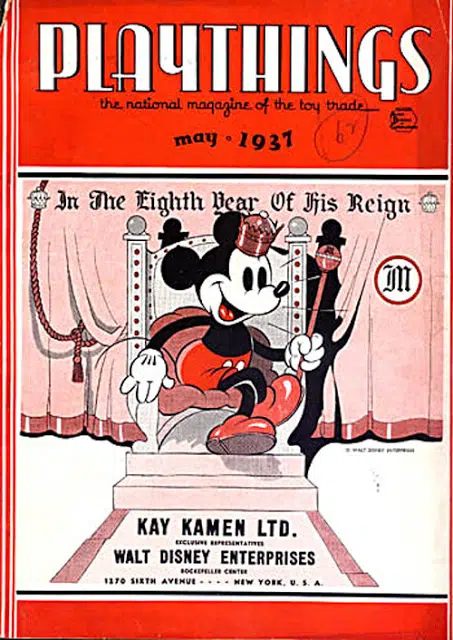 PLAYTHINGS
the national magazine of the toy trade
may • 1937
In The Eighth Year Of His Reign
M
© WALT DISNEY ENTERPRISES
KAY KAMEN LTD.
EXCLUSIVE REPRESENTATIVES
WALT DISNEY ENTERPRISES
ROCKEFELLER CENTER
1270 SIXTH AVENUE - - - - NEW YORK, U. S. A.